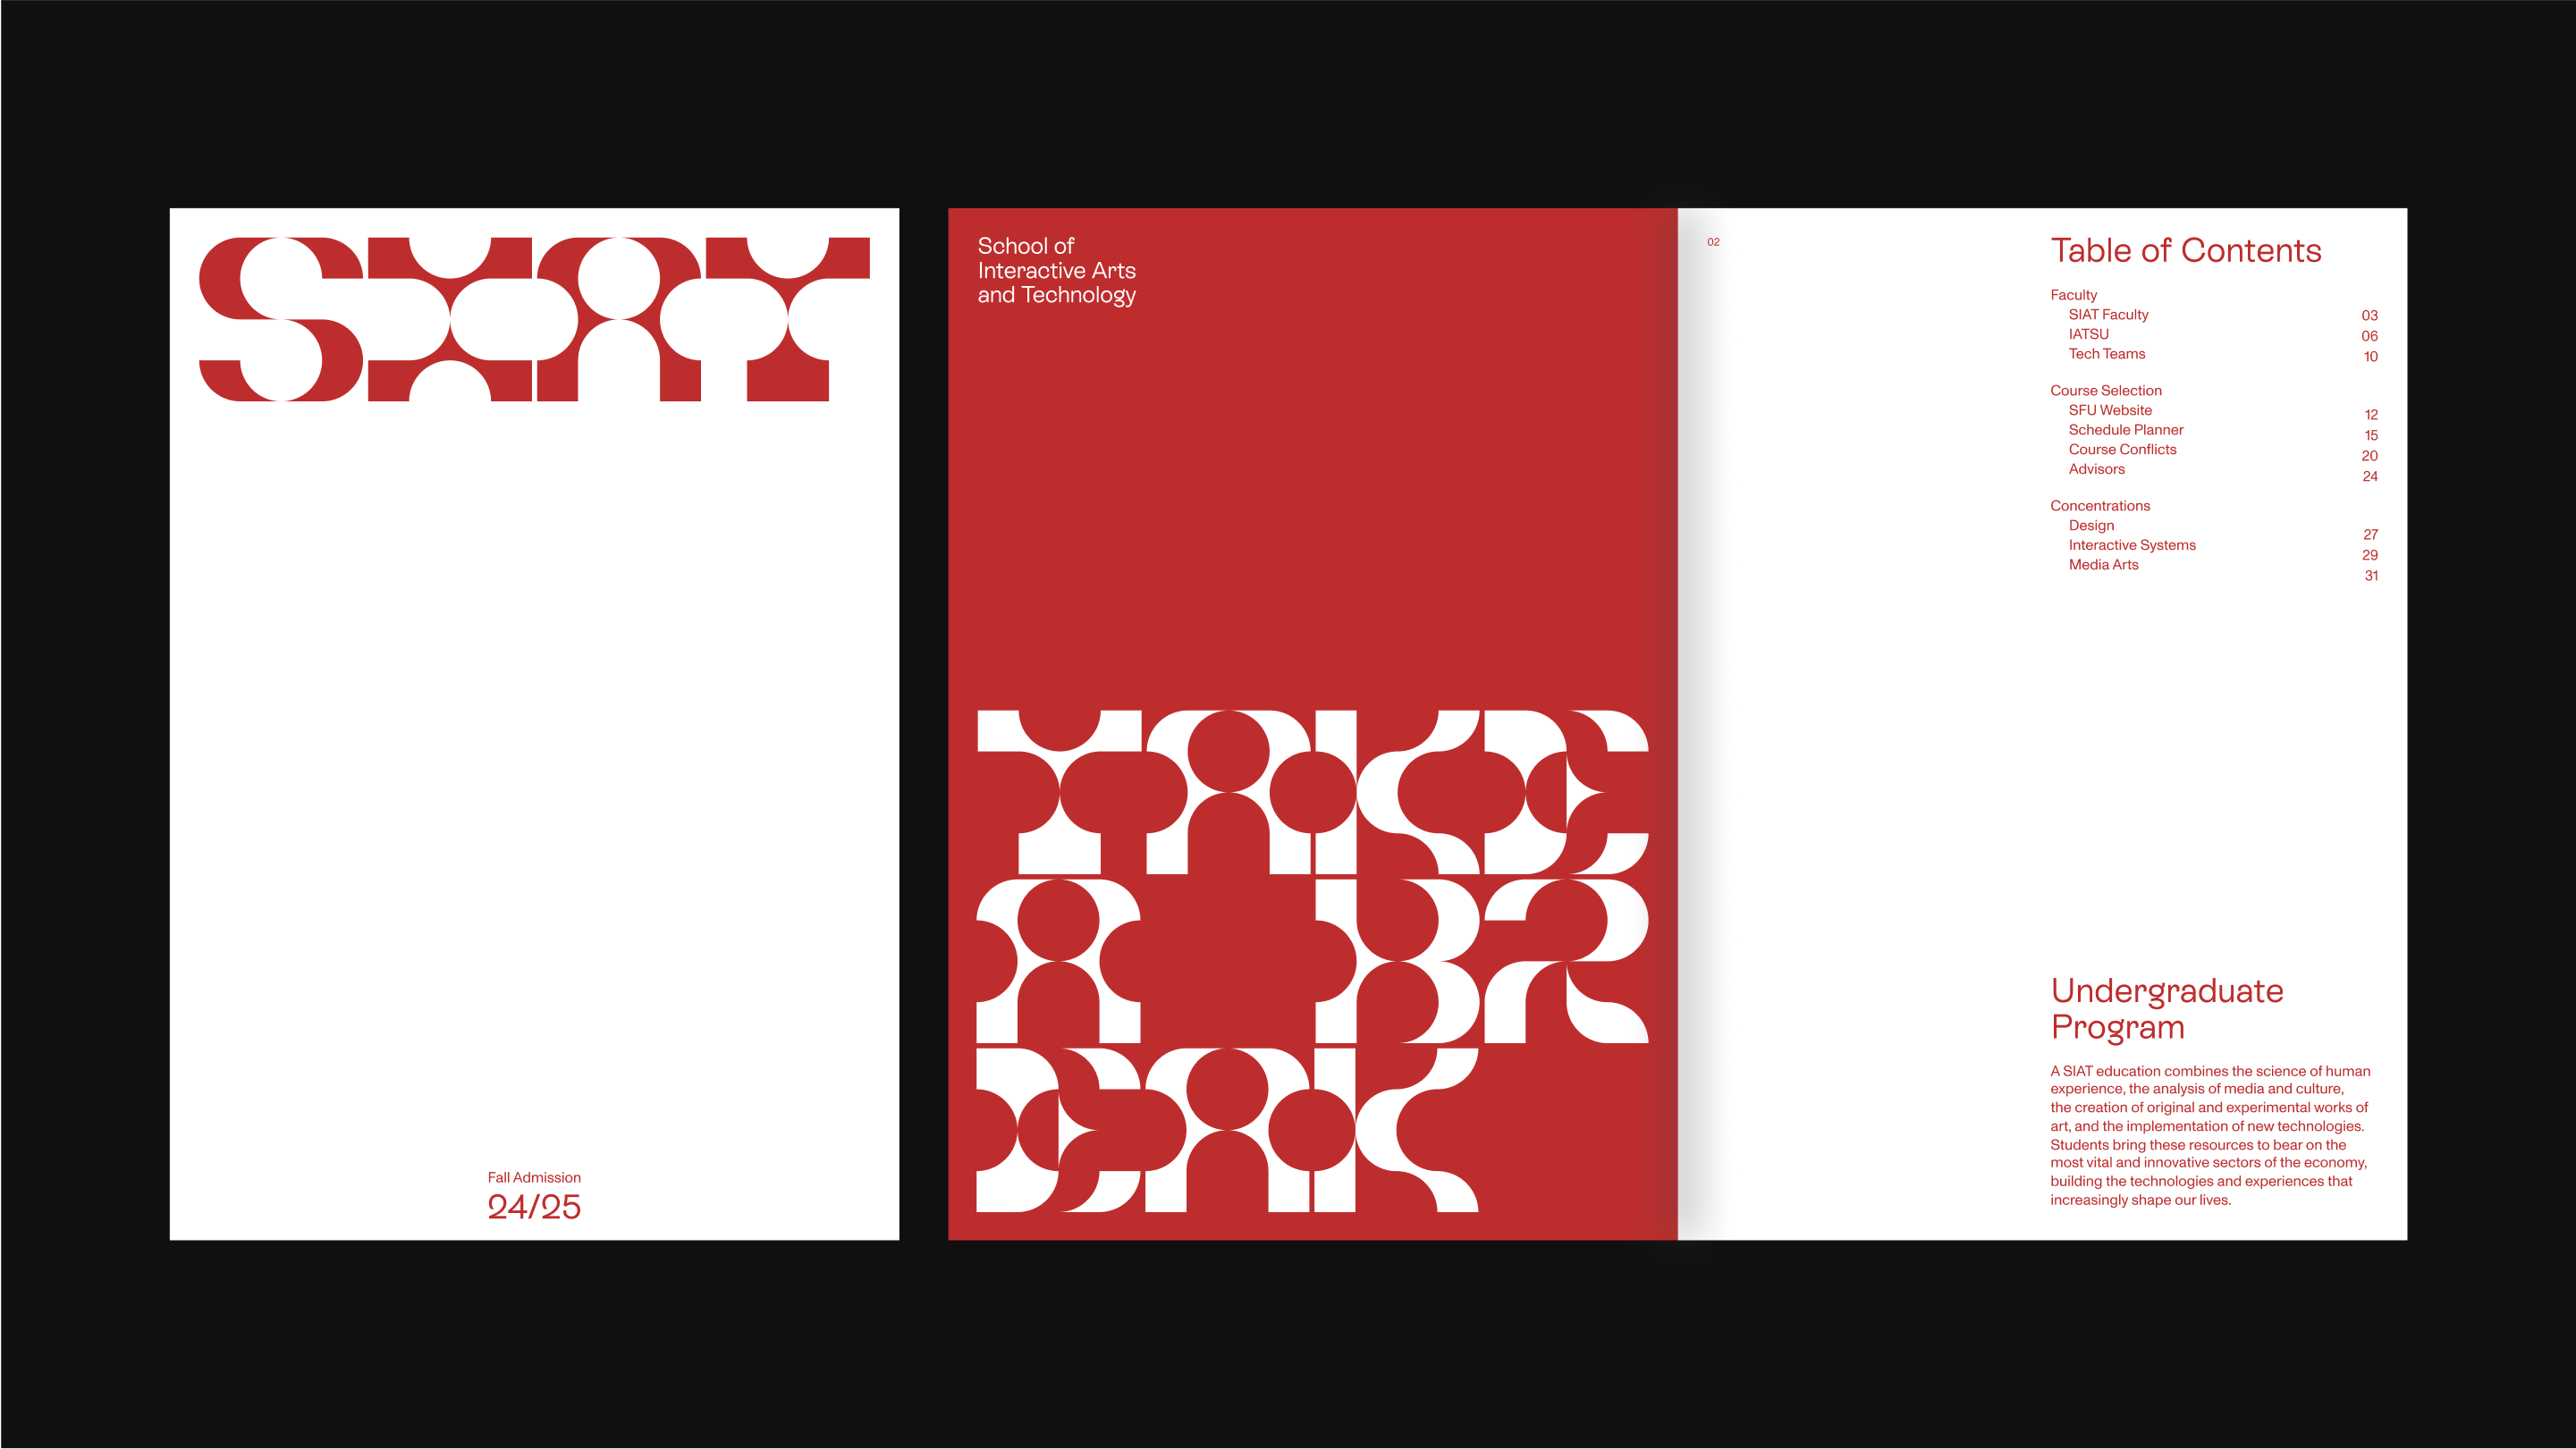 SIAT
Fall Admission
24/25
School of
Interactive Arts
and Technology
TAKE
A BR
EAK
02
Table of Contents
Faculty
SIAT Faculty 03
IATSU 06
Tech Teams 10
Course Selection
SFU Website 12
Schedule Planner 15
Course Conflicts 20
Advisors 24
Concentrations
Design 27
Interactive Systems 29
Media Arts 31
Undergraduate
Program
A SIAT education combines the science of human
experience, the analysis of media and culture,
the creation of original and experimental works of
art, and the implementation of new technologies.
Students bring these resources to bear on the
most vital and innovative sectors of the economy,
building the technologies and experiences that
increasingly shape our lives.